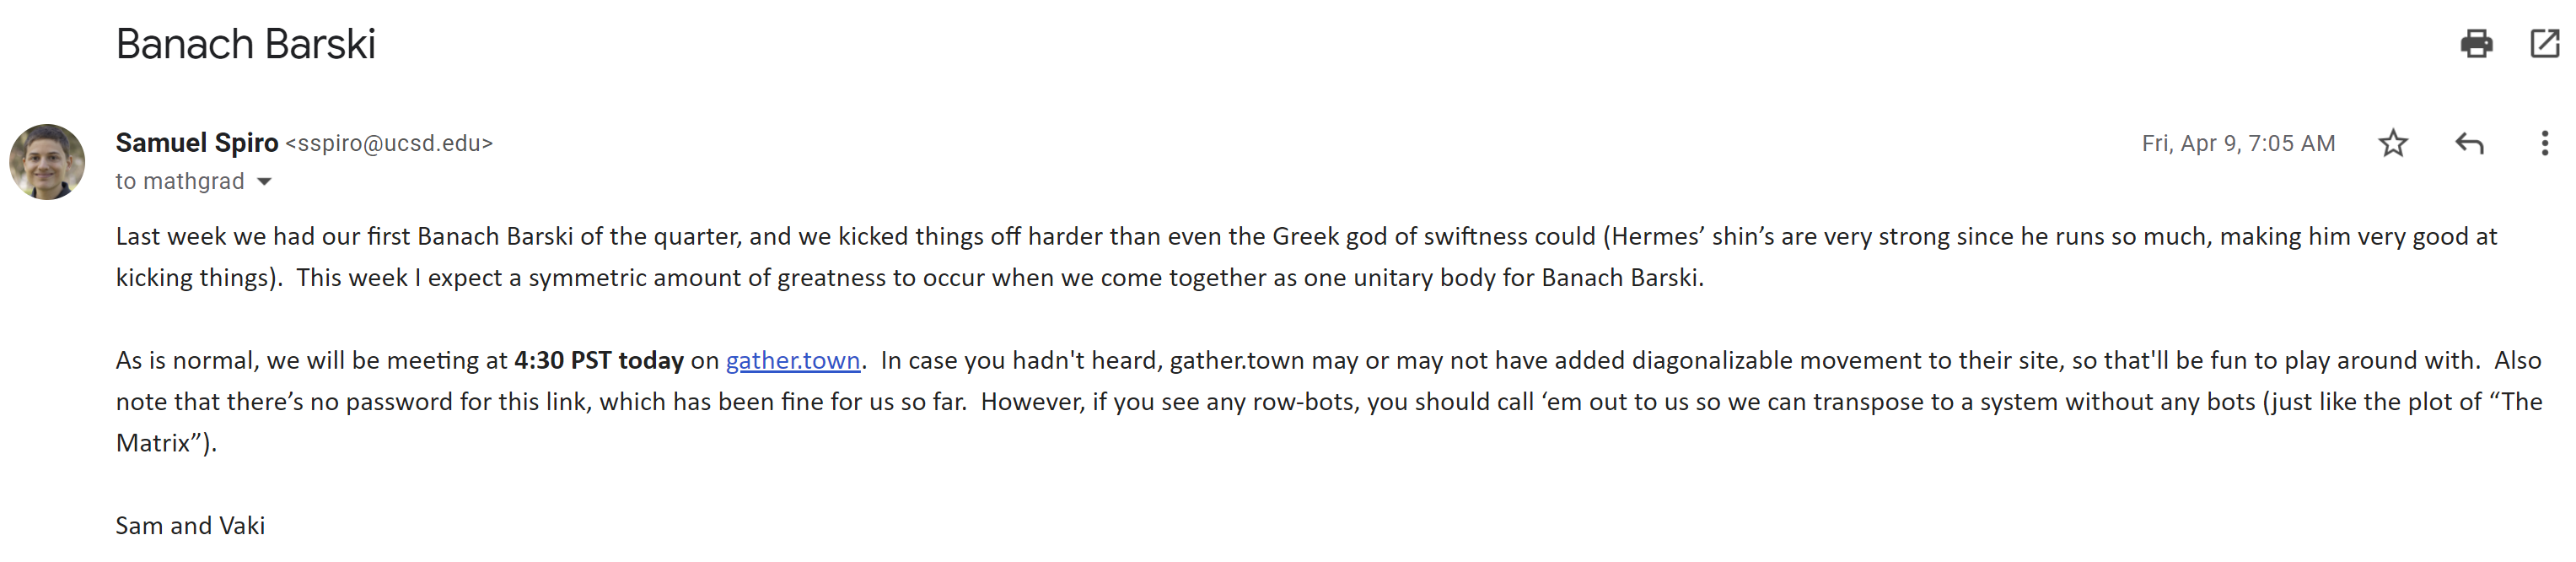 Banach Barski
Samuel Spiro <sspiro@ucsd.edu>
Fri, Apr 9, 7:05 AM
to mathgrad
Last week we had our first Banach Barski of the quarter, and we kicked things off harder than even the Greek god of swiftness could (Hermes’ shin’s are very strong since he runs so much, making him very good at
kicking things).  This week I expect a symmetric amount of greatness to occur when we come together as one unitary body for Banach Barski.
As is normal, we will be meeting at 4:30 PST today on gather.town.  In case you hadn't heard, gather.town may or may not have added diagonalizable movement to their site, so that'll be fun to play around with.  Also
note that there’s no password for this link, which has been fine for us so far.  However, if you see any row-bots, you should call ‘em out to us so we can transpose to a system without any bots (just like the plot of “The
Matrix”).
Sam and Vaki